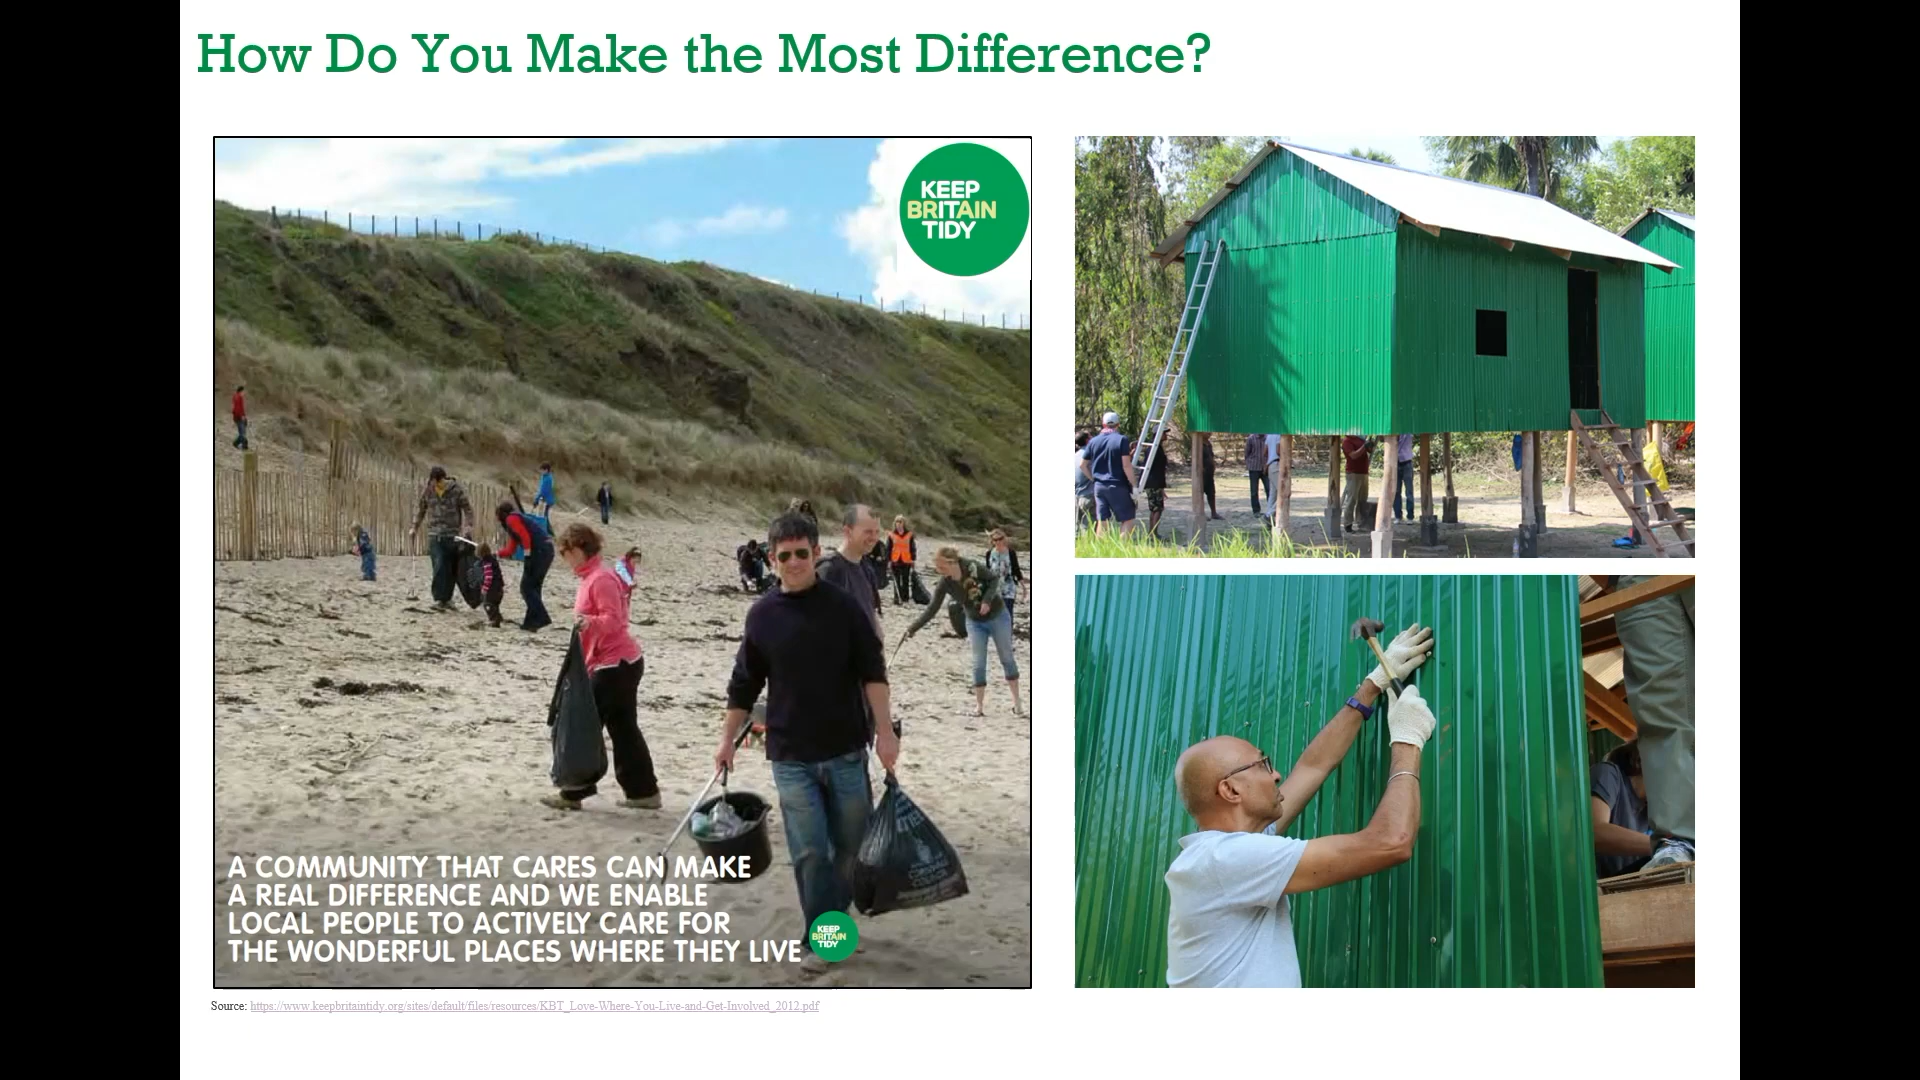 How Do You Make the Most Difference?
KEEP
BRITAIN
TIDY
A COMMUNITY THAT CARES CAN MAKE
A REAL DIFFERENCE AND WE ENABLE
LOCAL PEOPLE TO ACTIVELY CARE FOR
THE WONDERFUL PLACES WHERE THEY LIVE
KEEP
BRITAIN
TIDY
Source: https://www.keepbritaintidy.org/sites/default/files/resources/KBT_Love-Where-You-Live-and-Get-Involved_2012.pdf